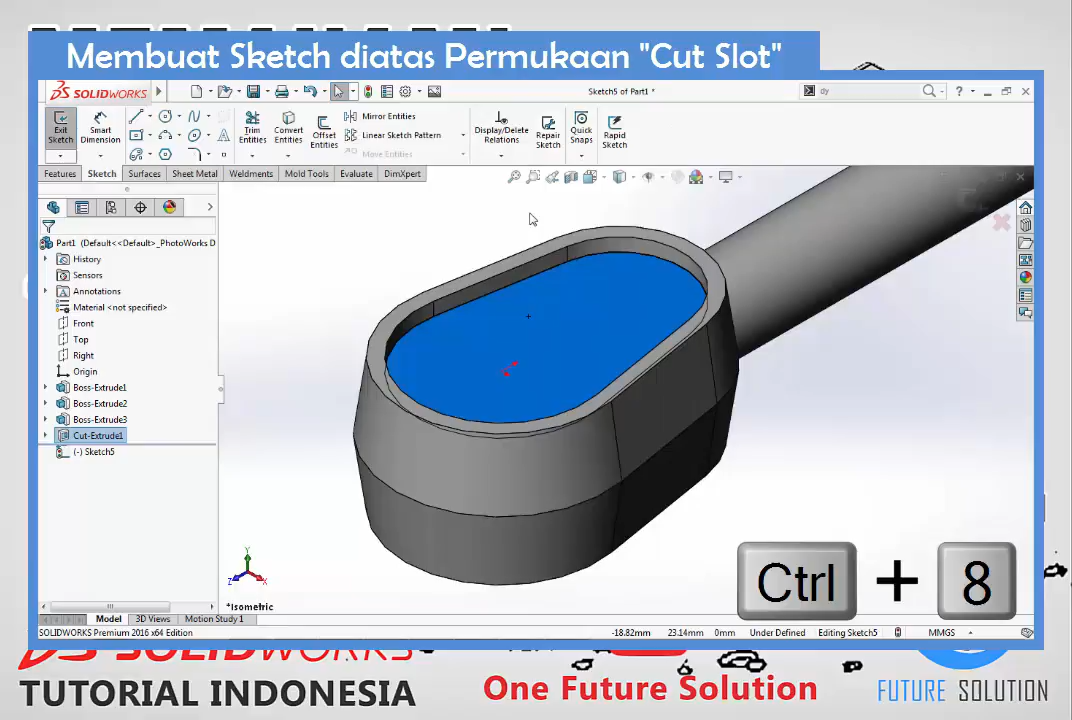 Membuat Sketch diatas Permukaan "Cut Slot"
SOLIDWORKS
Sketch5 of Part1 *
dy
Exit Sketch
Smart Dimension
Trim Entities
Convert Entities
Offset Entities
Mirror Entities
Linear Sketch Pattern
Move Entities
Display/Delete Relations
Repair Sketch
Quick Snaps
Rapid Sketch
Features
Sketch
Surfaces
Sheet Metal
Weldments
Mold Tools
Evaluate
DimXpert
Part1 (Default<<Default>_PhotoWorks D
History
Sensors
Annotations
Material <not specified>
Front
Top
Right
Origin
Boss-Extrude1
Boss-Extrude2
Boss-Extrude3
Cut-Extrude1
(-) Sketch5
Y
Z
X
*Isometric
Ctrl + 8
Model
3D Views
Motion Study 1
SOLIDWORKS Premium 2016 x64 Edition
-18.82mm
23.14mm
0mm
Under Defined
Editing Sketch5
MMGS
SOLIDWORKS
TUTORIAL INDONESIA
One Future Solution
FUTURE SOLUTION